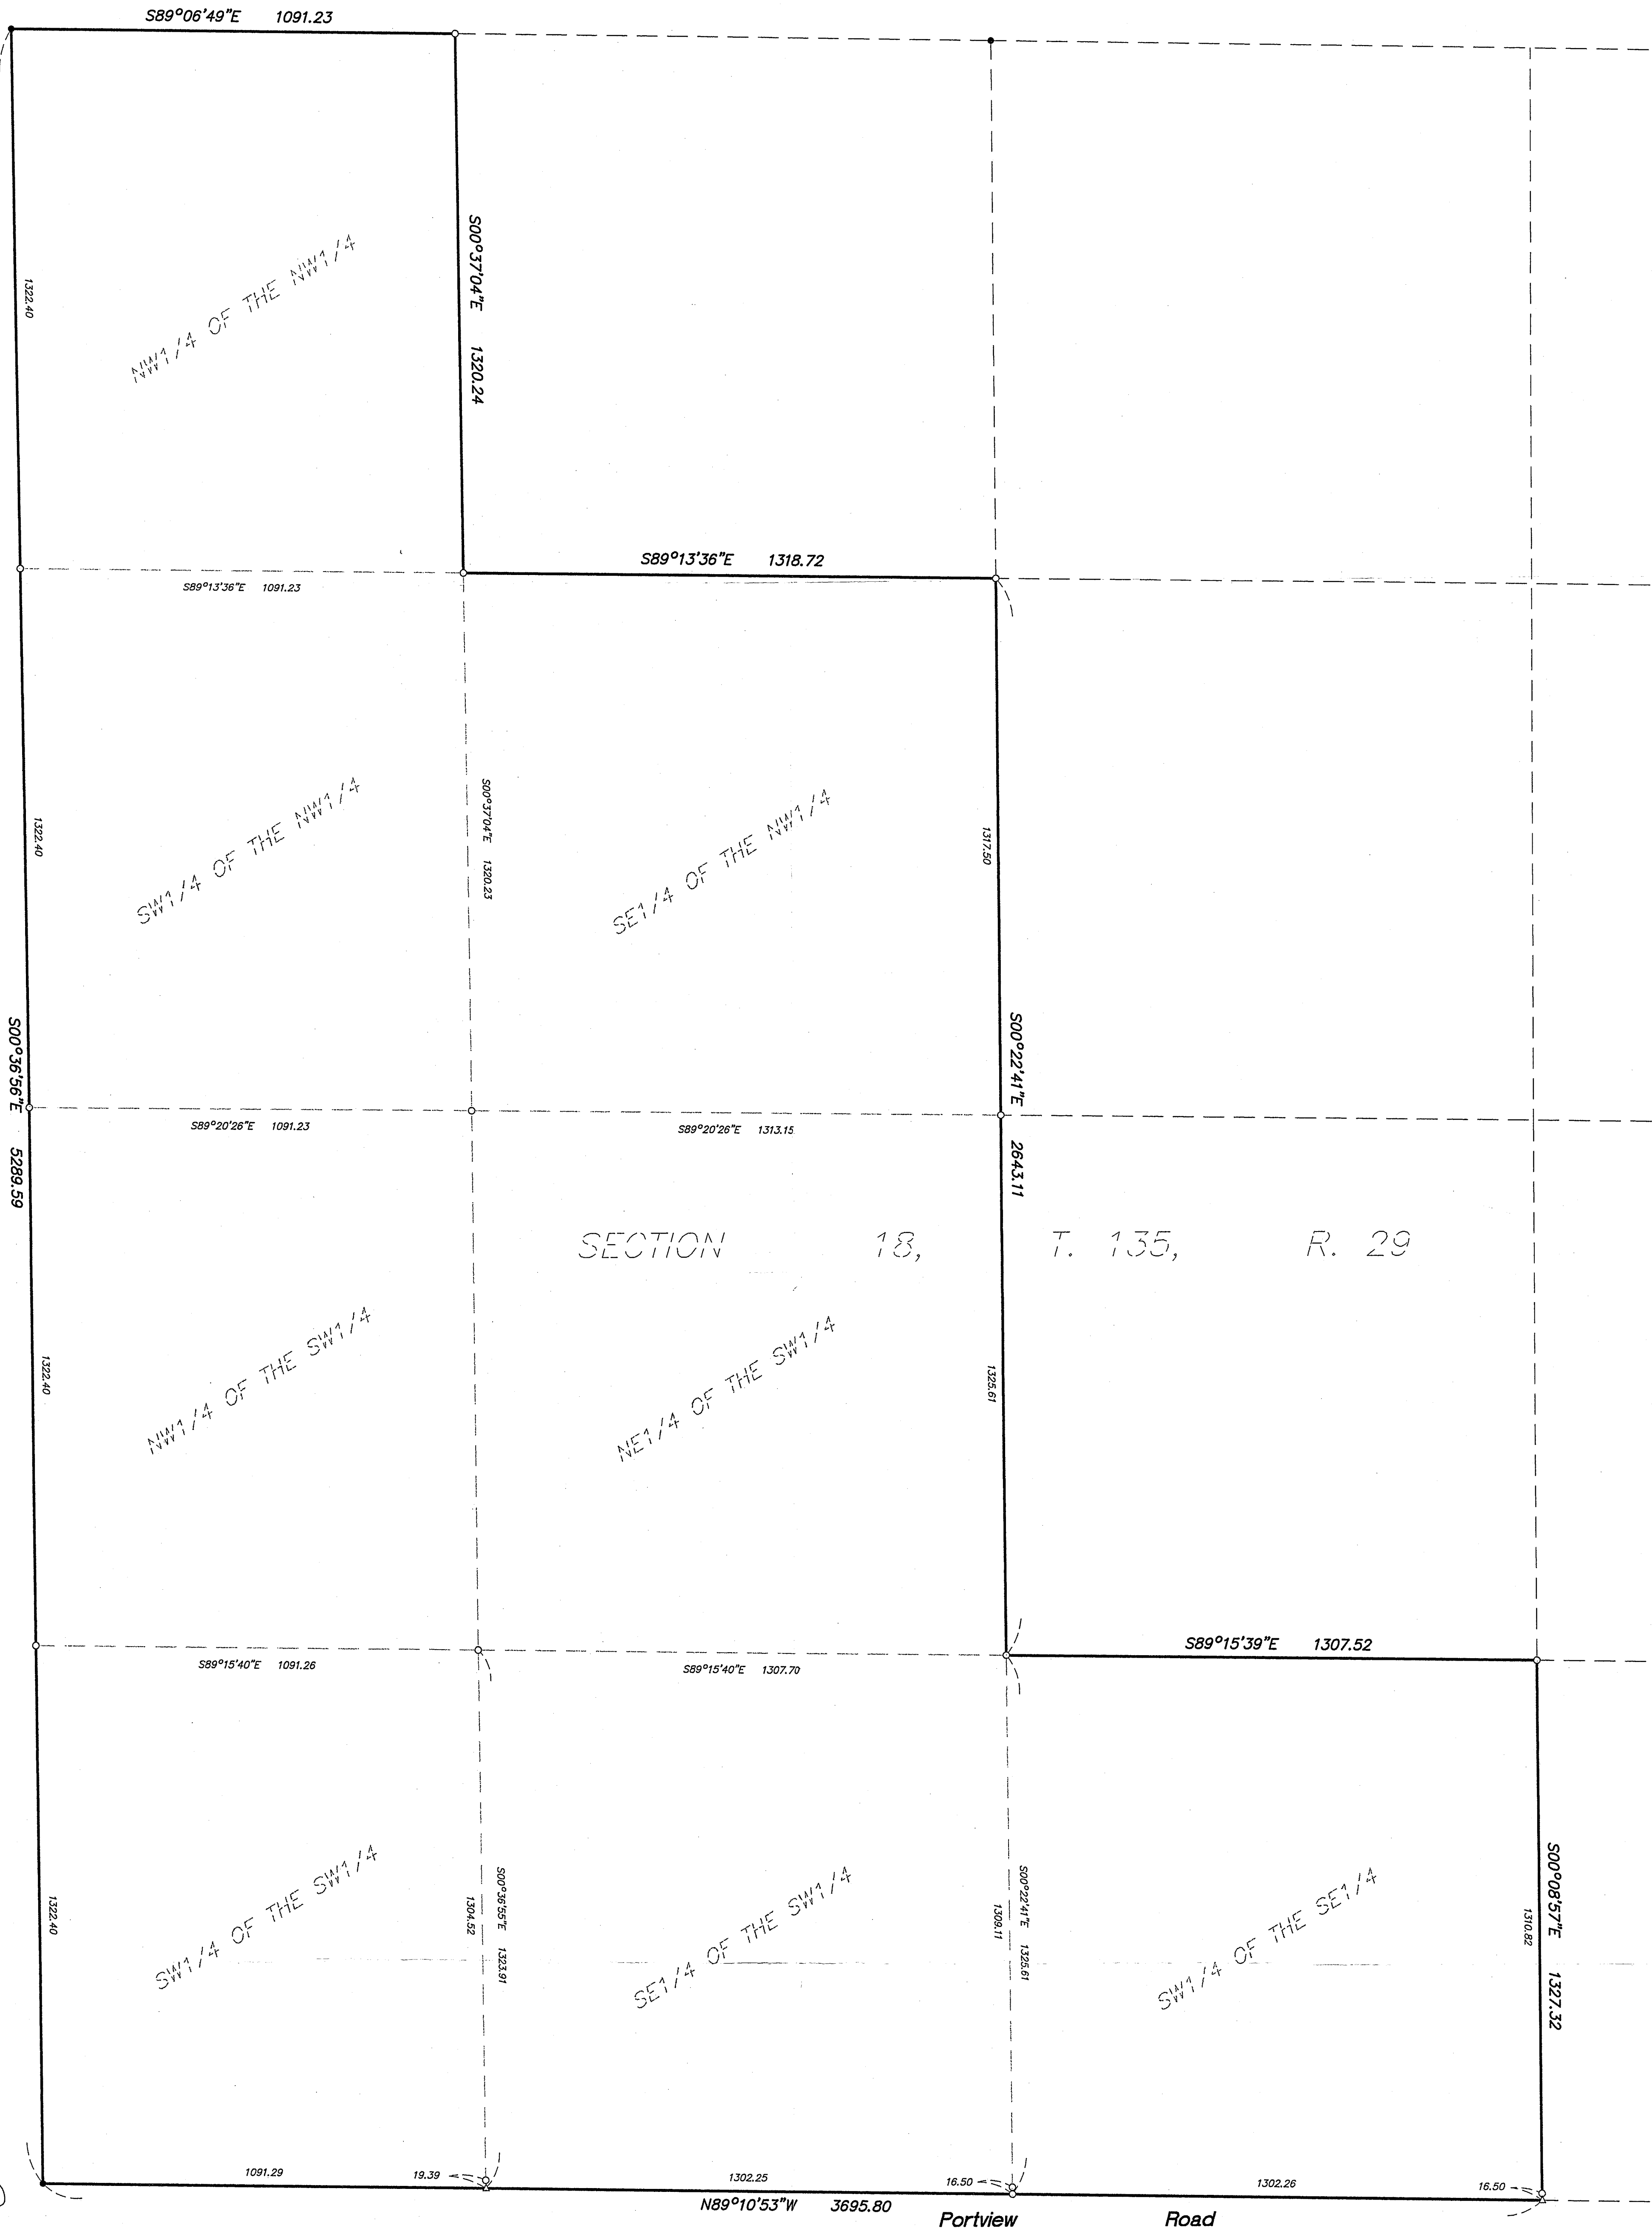 S89°06'49"E 1091.23
NW1/4 OF THE NW1/4
1322.40
S00°37'04"E 1320.24
S89°13'36"E 1318.72
S89°13'36"E 1091.23
SW1/4 OF THE NW1/4
1322.40
S00°37'04"E 1320.23
SE1/4 OF THE NW1/4
1317.50
S00°36'56"E 5289.59
S00°22'41"E 2643.11
S89°20'26"E 1091.23
S89°20'26"E 1313.15
SECTION 18, T. 135, R. 29
1322.40
NW1/4 OF THE SW1/4
NE1/4 OF THE SW1/4
1325.61
S89°15'39"E 1307.52
S89°15'40"E 1091.26
S89°15'40"E 1307.70
1322.40
SW1/4 OF THE SW1/4
1304.52
S00°36'55"E 1323.91
SE1/4 OF THE SW1/4
1309.11
S00°22'41"E 1325.61
SW1/4 OF THE SE1/4
1310.82
S00°08'57"E 1327.32
1091.29
19.39
1302.25
16.50
1302.26
16.50
N89°10'53"W 3695.80
Portview Road